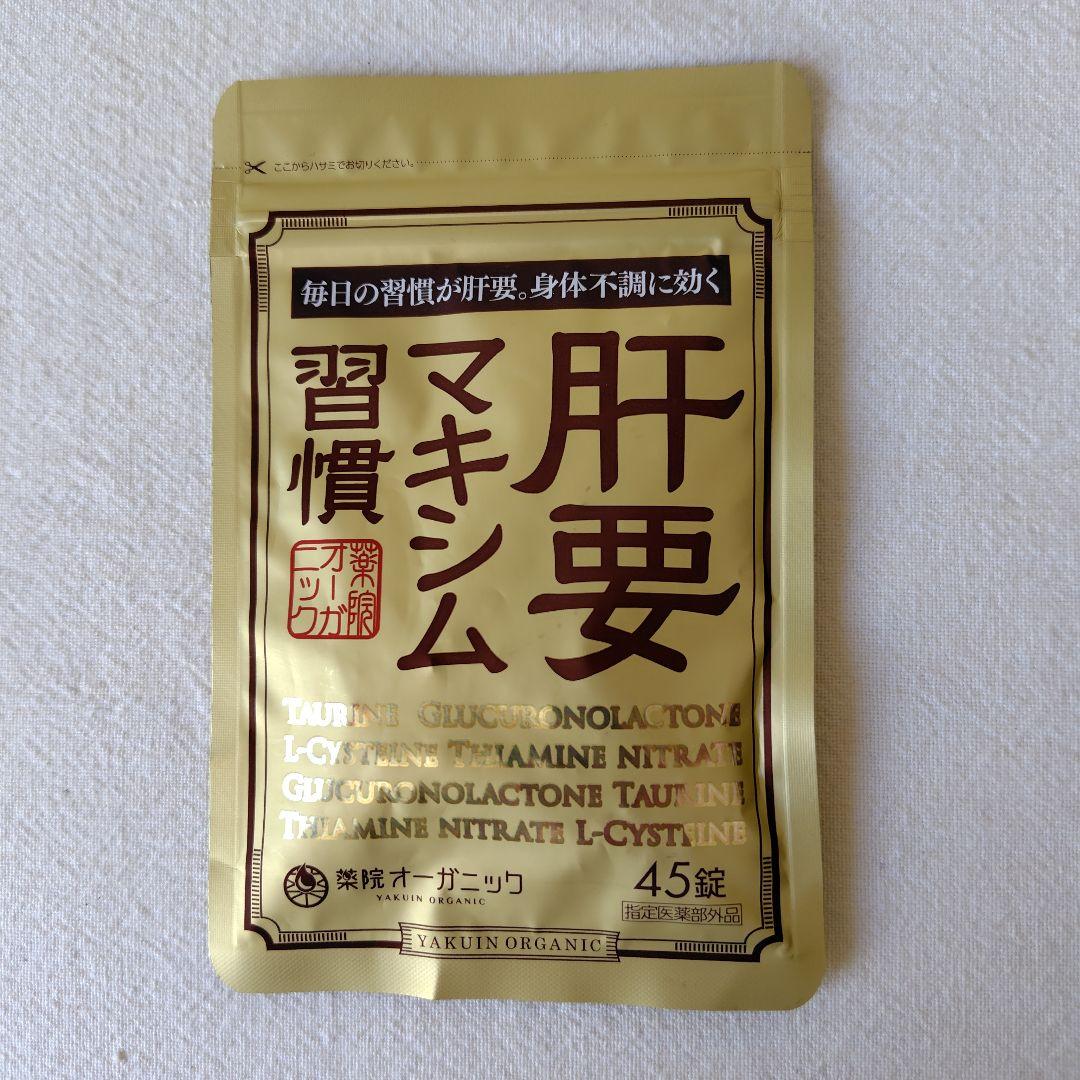 ここからハサミでお切りください。
毎日の習慣が肝要。身体不調に効く
肝要
マキシム
習慣
薬院
オーガ
ニック
TAURINE GLUCURONOLACTONE
L-CYSTEINE THIAMINE NITRATE
GLUCURONOLACTONE TAURINE
THIAMINE NITRATE L-CYSTEINE
薬院オーガニック
YAKUIN ORGANIC
45錠
指定医薬部外品
YAKUIN ORGANIC